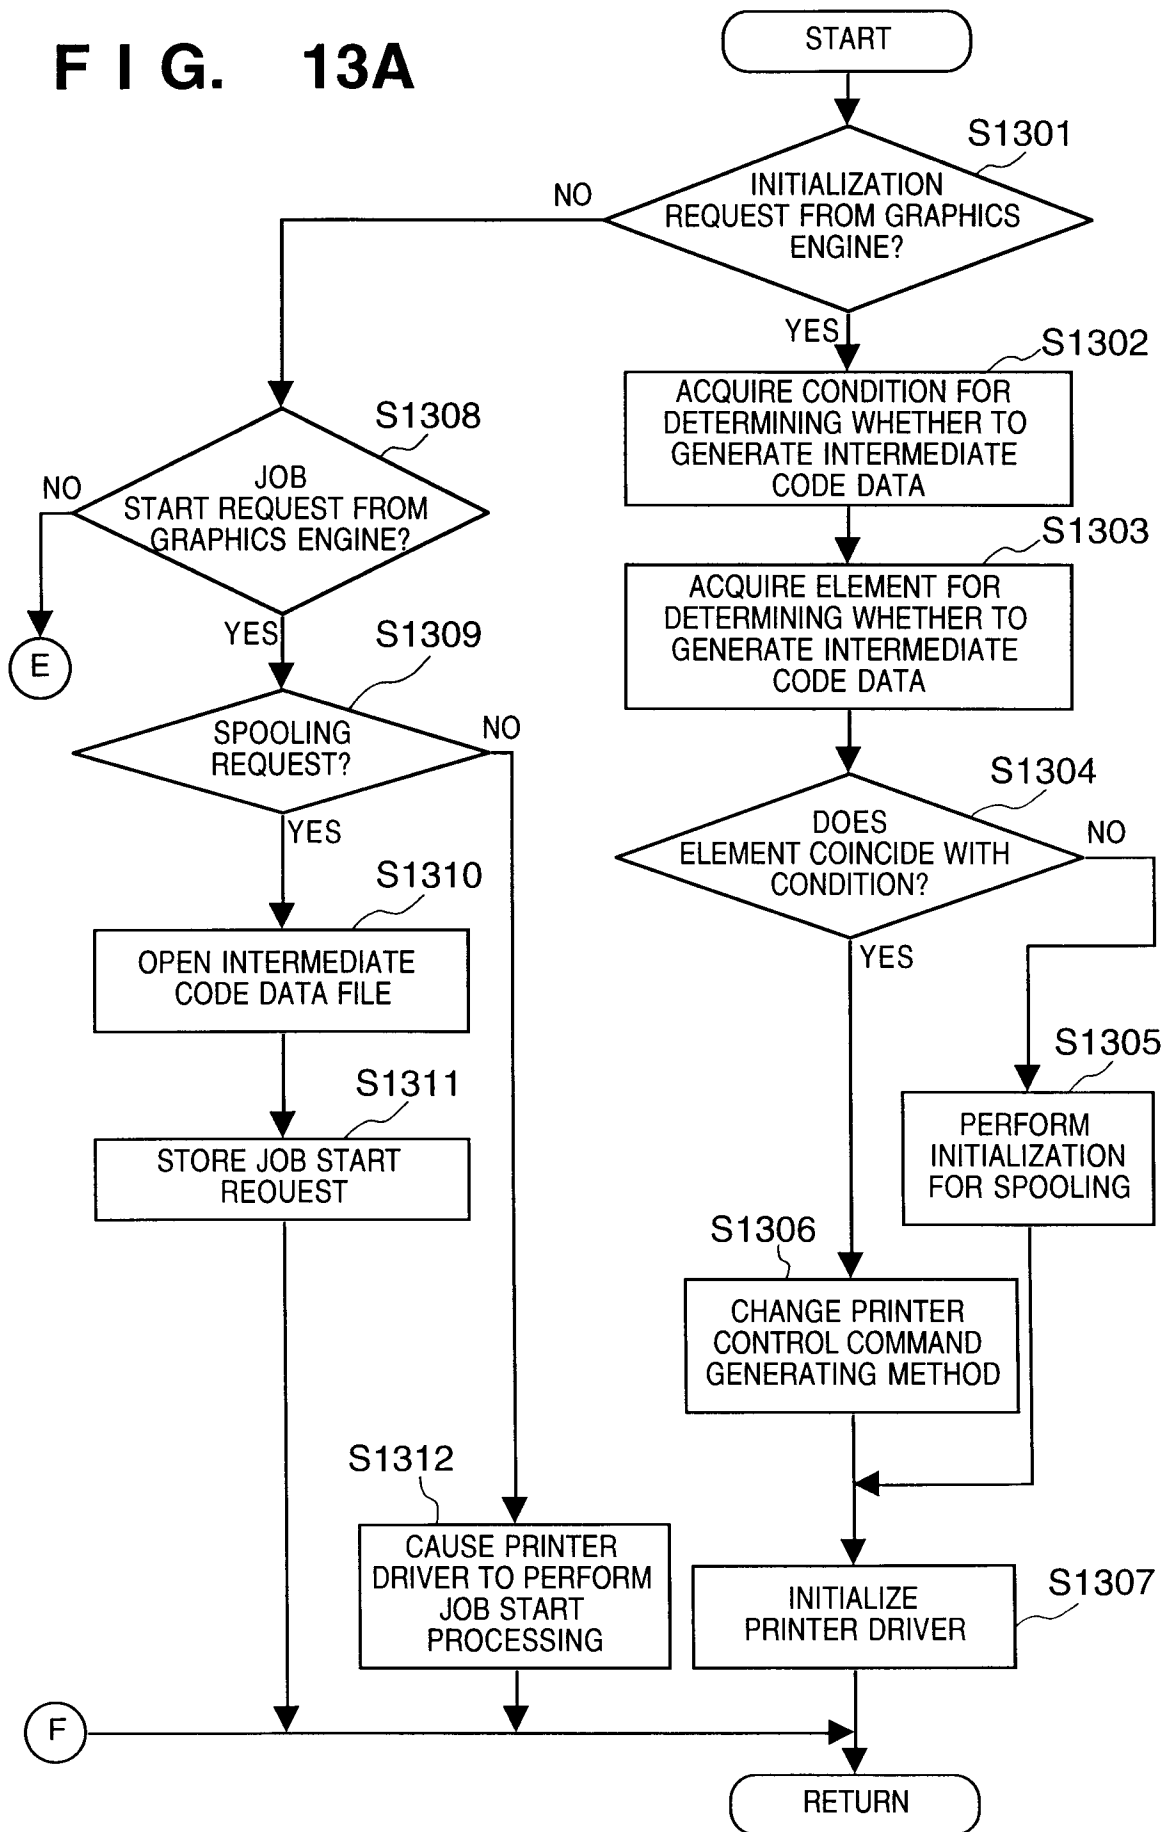 FIG. 13A
START
S1301
INITIALIZATION
REQUEST FROM GRAPHICS
ENGINE?
NO
YES
S1302
ACQUIRE CONDITION FOR
DETERMINING WHETHER TO
GENERATE INTERMEDIATE
CODE DATA
S1303
ACQUIRE ELEMENT FOR
DETERMINING WHETHER TO
GENERATE INTERMEDIATE
CODE DATA
S1304
DOES
ELEMENT COINCIDE WITH
CONDITION?
NO
YES
S1305
PERFORM
INITIALIZATION
FOR SPOOLING
S1306
CHANGE PRINTER
CONTROL COMMAND
GENERATING METHOD
S1307
INITIALIZE
PRINTER DRIVER
S1308
JOB
START REQUEST FROM
GRAPHICS ENGINE?
NO
E
YES
S1309
SPOOLING
REQUEST?
NO
YES
S1310
OPEN INTERMEDIATE
CODE DATA FILE
S1311
STORE JOB START
REOUEST
S1312
CAUSE PRINTER
DRIVER TO PERFORM
JOB START
PROCESSING
F
RETURN